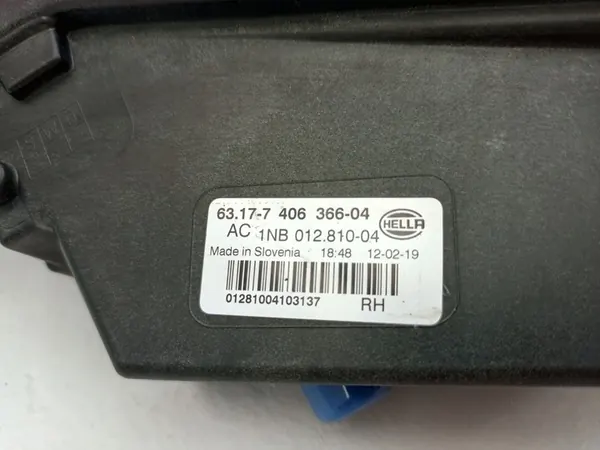 63.17-7 406 366-04
HELLA
AC 1NB 012.810-04
Made in Slovenia 18:48 12-02-19
01281004103137
RH